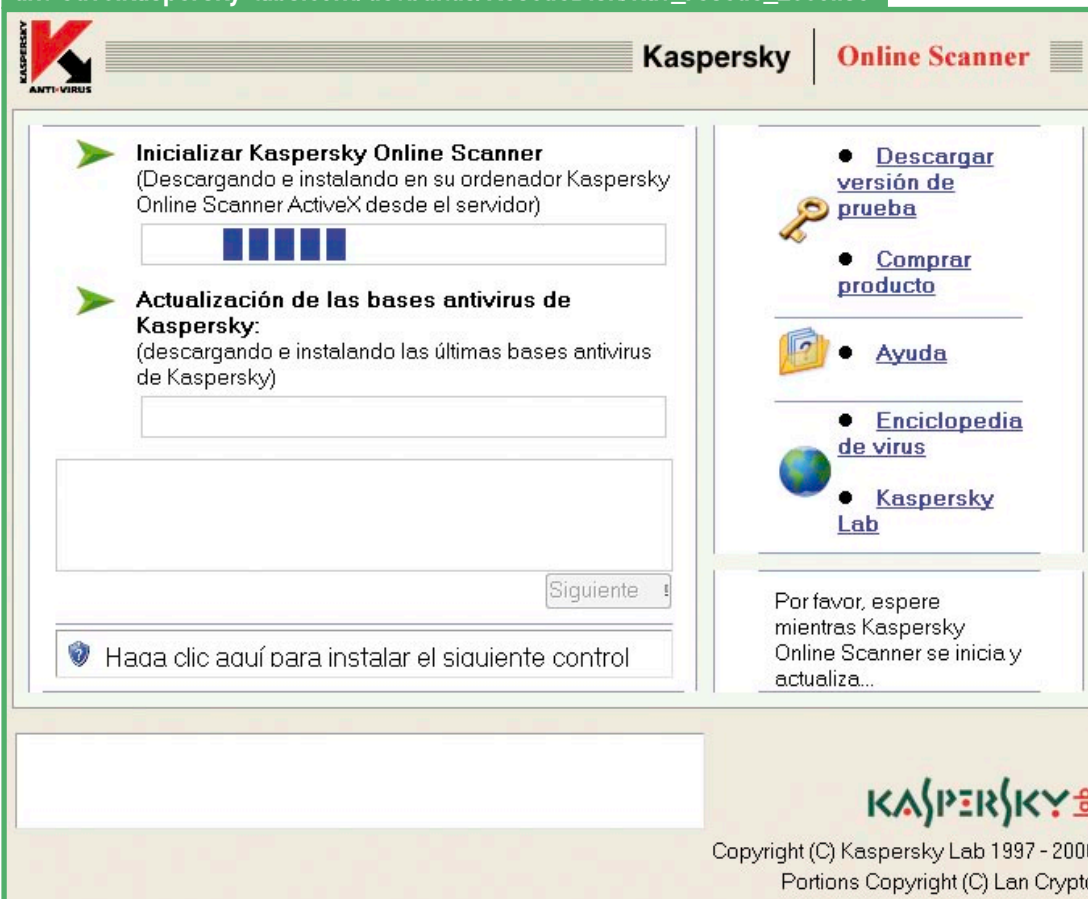 KASPERSKY
ANTI-VIRUS
Kaspersky
Online Scanner
Inicializar Kaspersky Online Scanner
(Descargando e instalando en su ordenador Kaspersky
Online Scanner ActiveX desde el servidor)
Actualización de las bases antivirus de
Kaspersky:
(descargando e instalando las últimas bases antivirus
de Kaspersky)
Siguiente
Haga clic aquí para instalar el siguiente control
• Descargar
versión de
prueba
• Comprar
producto
• Ayuda
• Enciclopedia
de virus
• Kaspersky
Lab
Por favor, espere
mientras Kaspersky
Online Scanner se inicia y
actualiza...
KASPERSKY
Copyright (C) Kaspersky Lab 1997 - 200
Portions Copyright (C) Lan Crypto